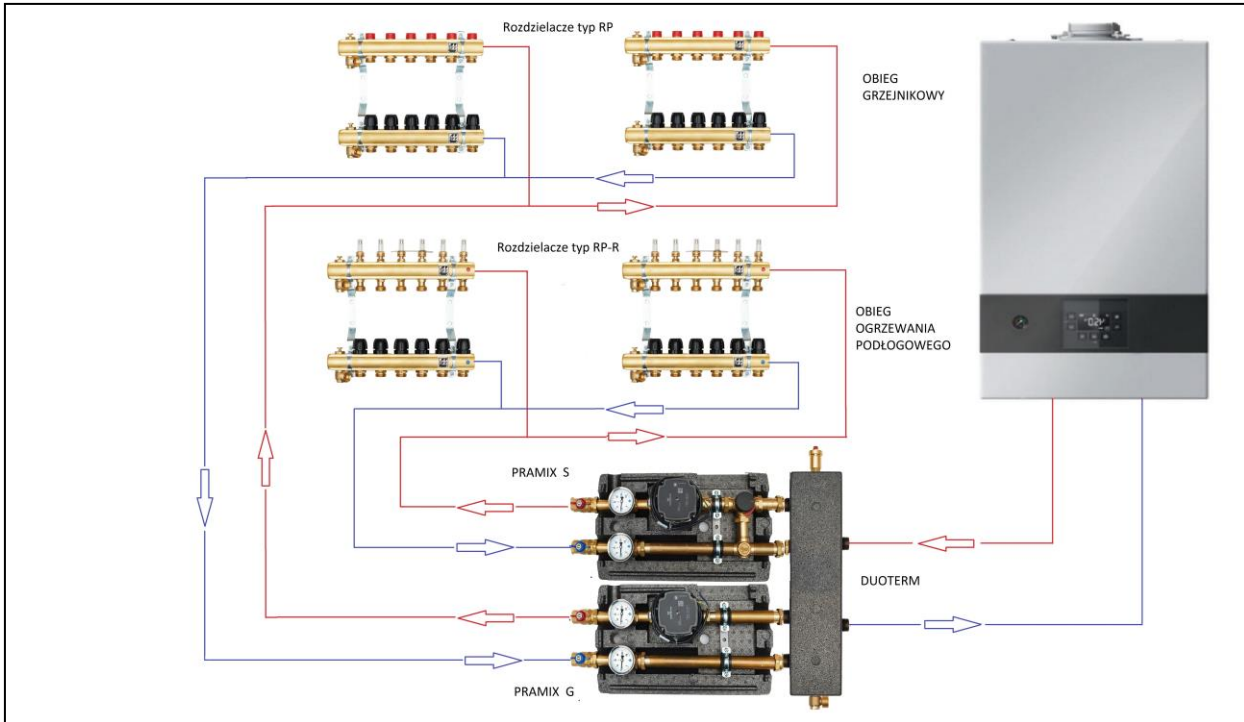 Rozdzielacze typ RP
OBIEG
GRZEJNIKOWY
Rozdzielacze typ RP-R
OBIEG
OGRZEWANIA
PODŁOGOWEGO
PRAMIX S
DUOTERM
PRAMIX G